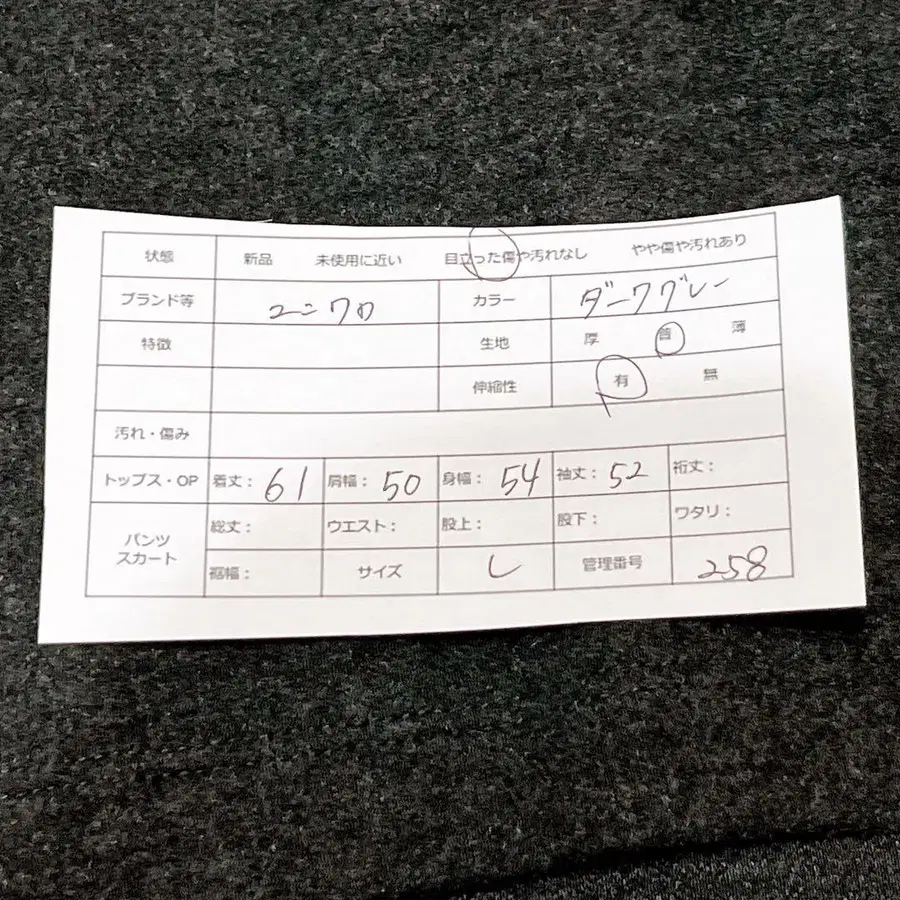 状態 新品 未使用に近い 目立った傷や汚れなし やや傷や汚れあり
ブランド等 ユニクロ カラー ダークグレー
特徴 生地 厚 普 薄
伸縮性 有 無
汚れ・傷み
トップス・OP 着丈: 61 肩幅: 50 身幅: 54 袖丈: 52 裄丈:
パンツ スカート 総丈: ウエスト: 股上: 股下: ワタリ:
裾幅: サイズ L 管理番号 258